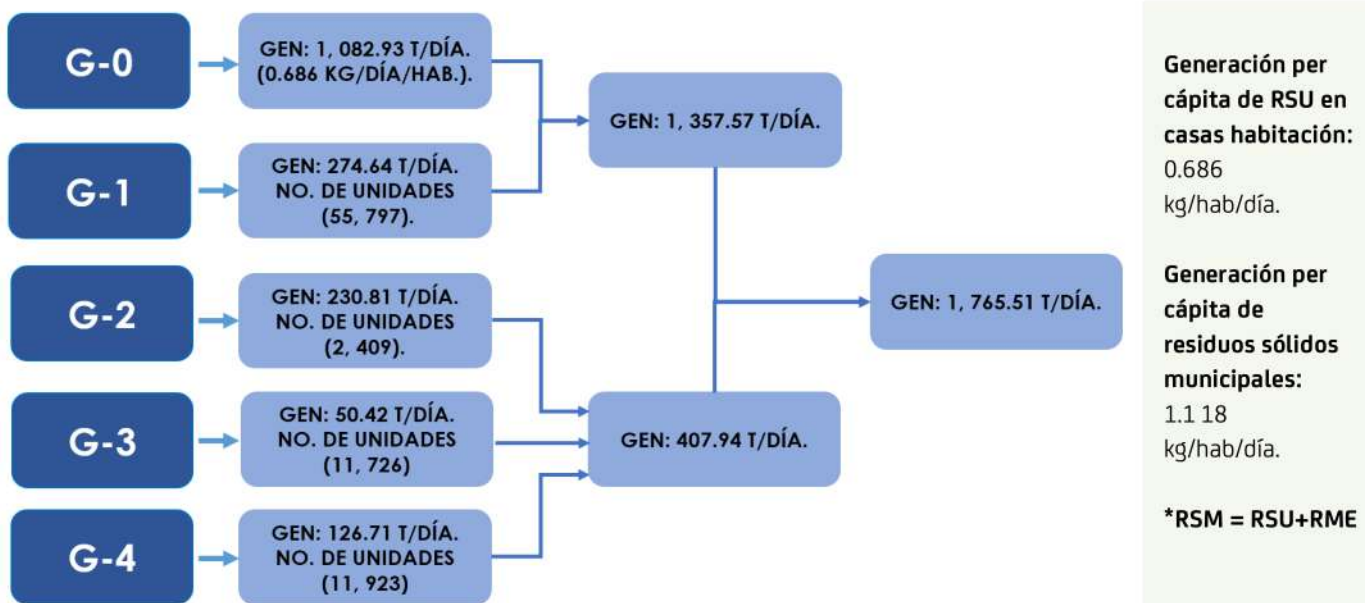 G-0
GEN: 1, 082.93 T/DÍA.
(0.686 KG/DÍA/HAB.).
G-1
GEN: 274.64 T/DÍA.
NO. DE UNIDADES
(55, 797).
GEN: 1, 357.57 T/DÍA.
G-2
GEN: 230.81 T/DÍA.
NO. DE UNIDADES
(2, 409).
G-3
GEN: 50.42 T/DÍA.
NO. DE UNIDADES
(11, 726)
G-4
GEN: 126.71 T/DÍA.
NO. DE UNIDADES
(11, 923)
GEN: 407.94 T/DÍA.
GEN: 1, 765.51 T/DÍA.
Generación per
cápita de RSU en
casas habitación:
0.686
kg/hab/día.
Generación per
cápita de
residuos sólidos
municipales:
1.1 18
kg/hab/día.
*RSM = RSU+RME